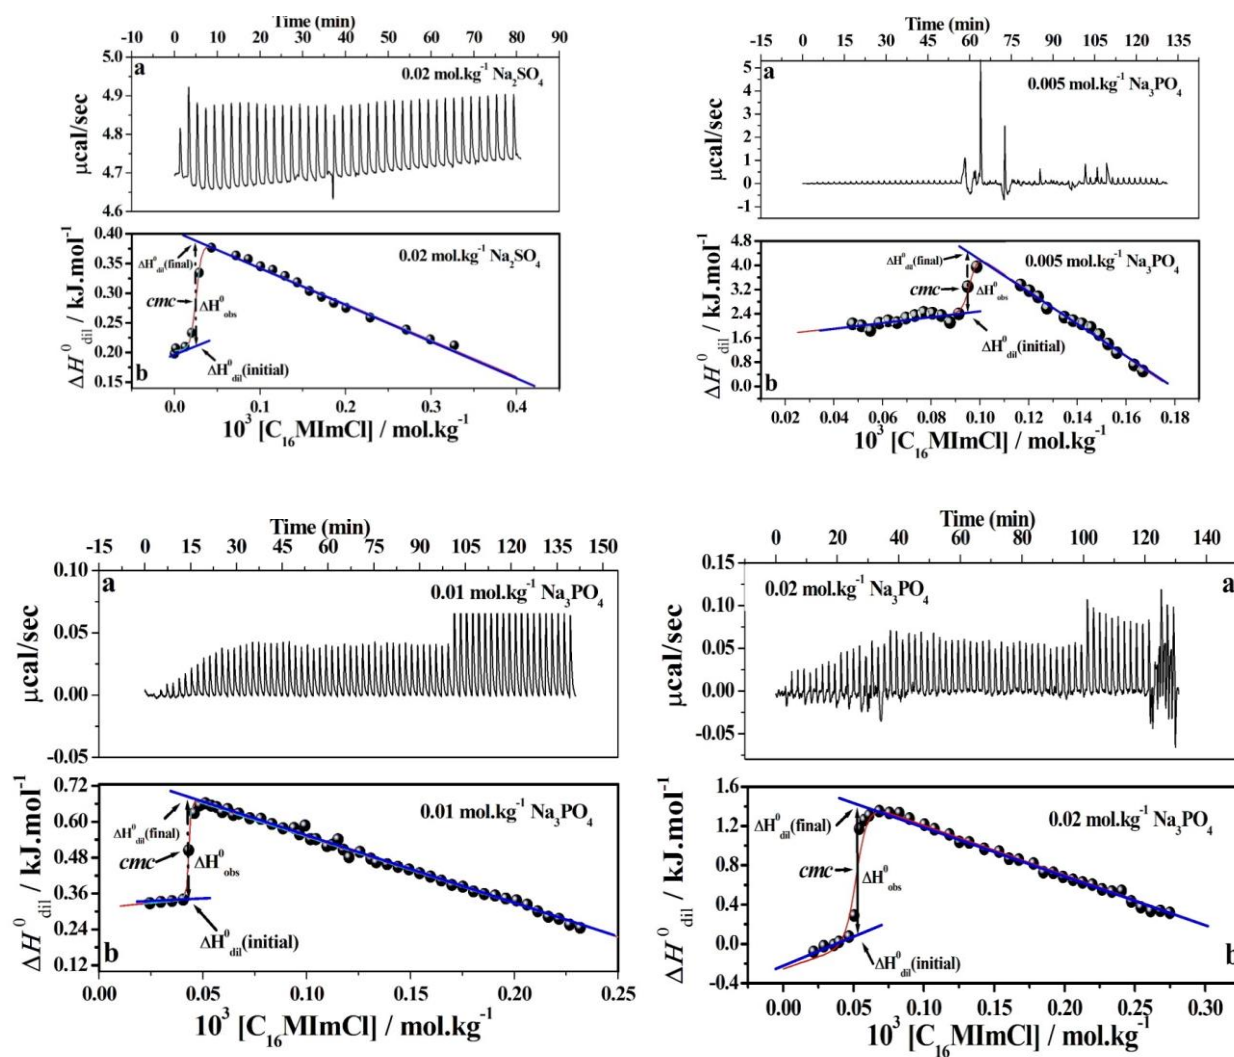 Time (min)
-10 0 10 20 30 40 50 60 70 80 90
5.0
4.9
4.8
4.7
4.6
μcal/sec
a
0.02 mol.kg⁻¹ Na₂SO₄
0.40
0.35
0.30
0.25
0.20
0.15
ΔH⁰dil / kJ.mol⁻¹
0.02 mol.kg⁻¹ Na₂SO₄
ΔH⁰dil(final)
cmc
ΔH⁰obs
ΔH⁰dil(initial)
b
0.0 0.1 0.2 0.3 0.4
10³ [C₁₆MImCl] / mol.kg⁻¹
Time (min)
-15 0 15 30 45 60 75 90 105 120 135
5
4
3
2
1
0
-1
μcal/sec
a
0.005 mol.kg⁻¹ Na₃PO₄
4.8
4.0
3.2
2.4
1.6
0.8
0.0
ΔH⁰dil / kJ.mol⁻¹
0.005 mol.kg⁻¹ Na₃PO₄
ΔH⁰dil(final)
cmc
ΔH⁰obs
ΔH⁰dil(initial)
b
0.02 0.04 0.06 0.08 0.10 0.12 0.14 0.16 0.18
10³ [C₁₆MImCl] / mol.kg⁻¹
Time (min)
-15 0 15 30 45 60 75 90 105 120 135 150
0.10
0.05
0.00
-0.05
μcal/sec
a
0.01 mol.kg⁻¹ Na₃PO₄
0.72
0.60
0.48
0.36
0.24
0.12
ΔH⁰dil / kJ.mol⁻¹
0.01 mol.kg⁻¹ Na₃PO₄
ΔH⁰dil(final)
cmc
ΔH⁰obs
ΔH⁰dil(initial)
b
0.00 0.05 0.10 0.15 0.20 0.25
10³ [C₁₆MImCl] / mol.kg⁻¹
Time (min)
0 20 40 60 80 100 120 140
0.15
0.10
0.05
0.00
-0.05
μcal/sec
0.02 mol.kg⁻¹ Na₃PO₄
a
1.6
1.2
0.8
0.4
0.0
-0.4
ΔH⁰dil / kJ.mol⁻¹
0.02 mol.kg⁻¹ Na₃PO₄
ΔH⁰dil(final)
cmc
ΔH⁰obs
ΔH⁰dil(initial)
b
0.00 0.05 0.10 0.15 0.20 0.25 0.30
10³ [C₁₆MImCl] / mol.kg⁻¹